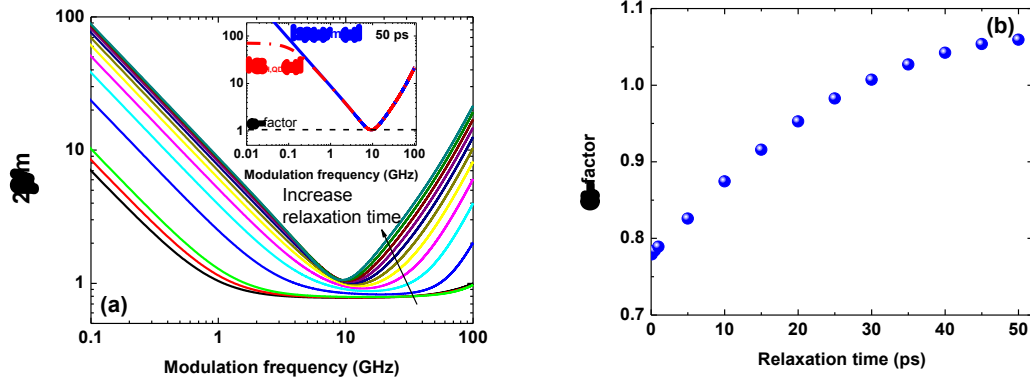 100
10
1
0.1
1
10
100
Modulation frequency (GHz)
(a)
Increase
relaxation time
100
10
1
0.01
0.1
1
10
100
Modulation frequency (GHz)
50 ps
factor
(b)
1.1
1.0
0.9
0.8
0.7
0
10
20
30
40
50
Relaxation time (ps)
factor